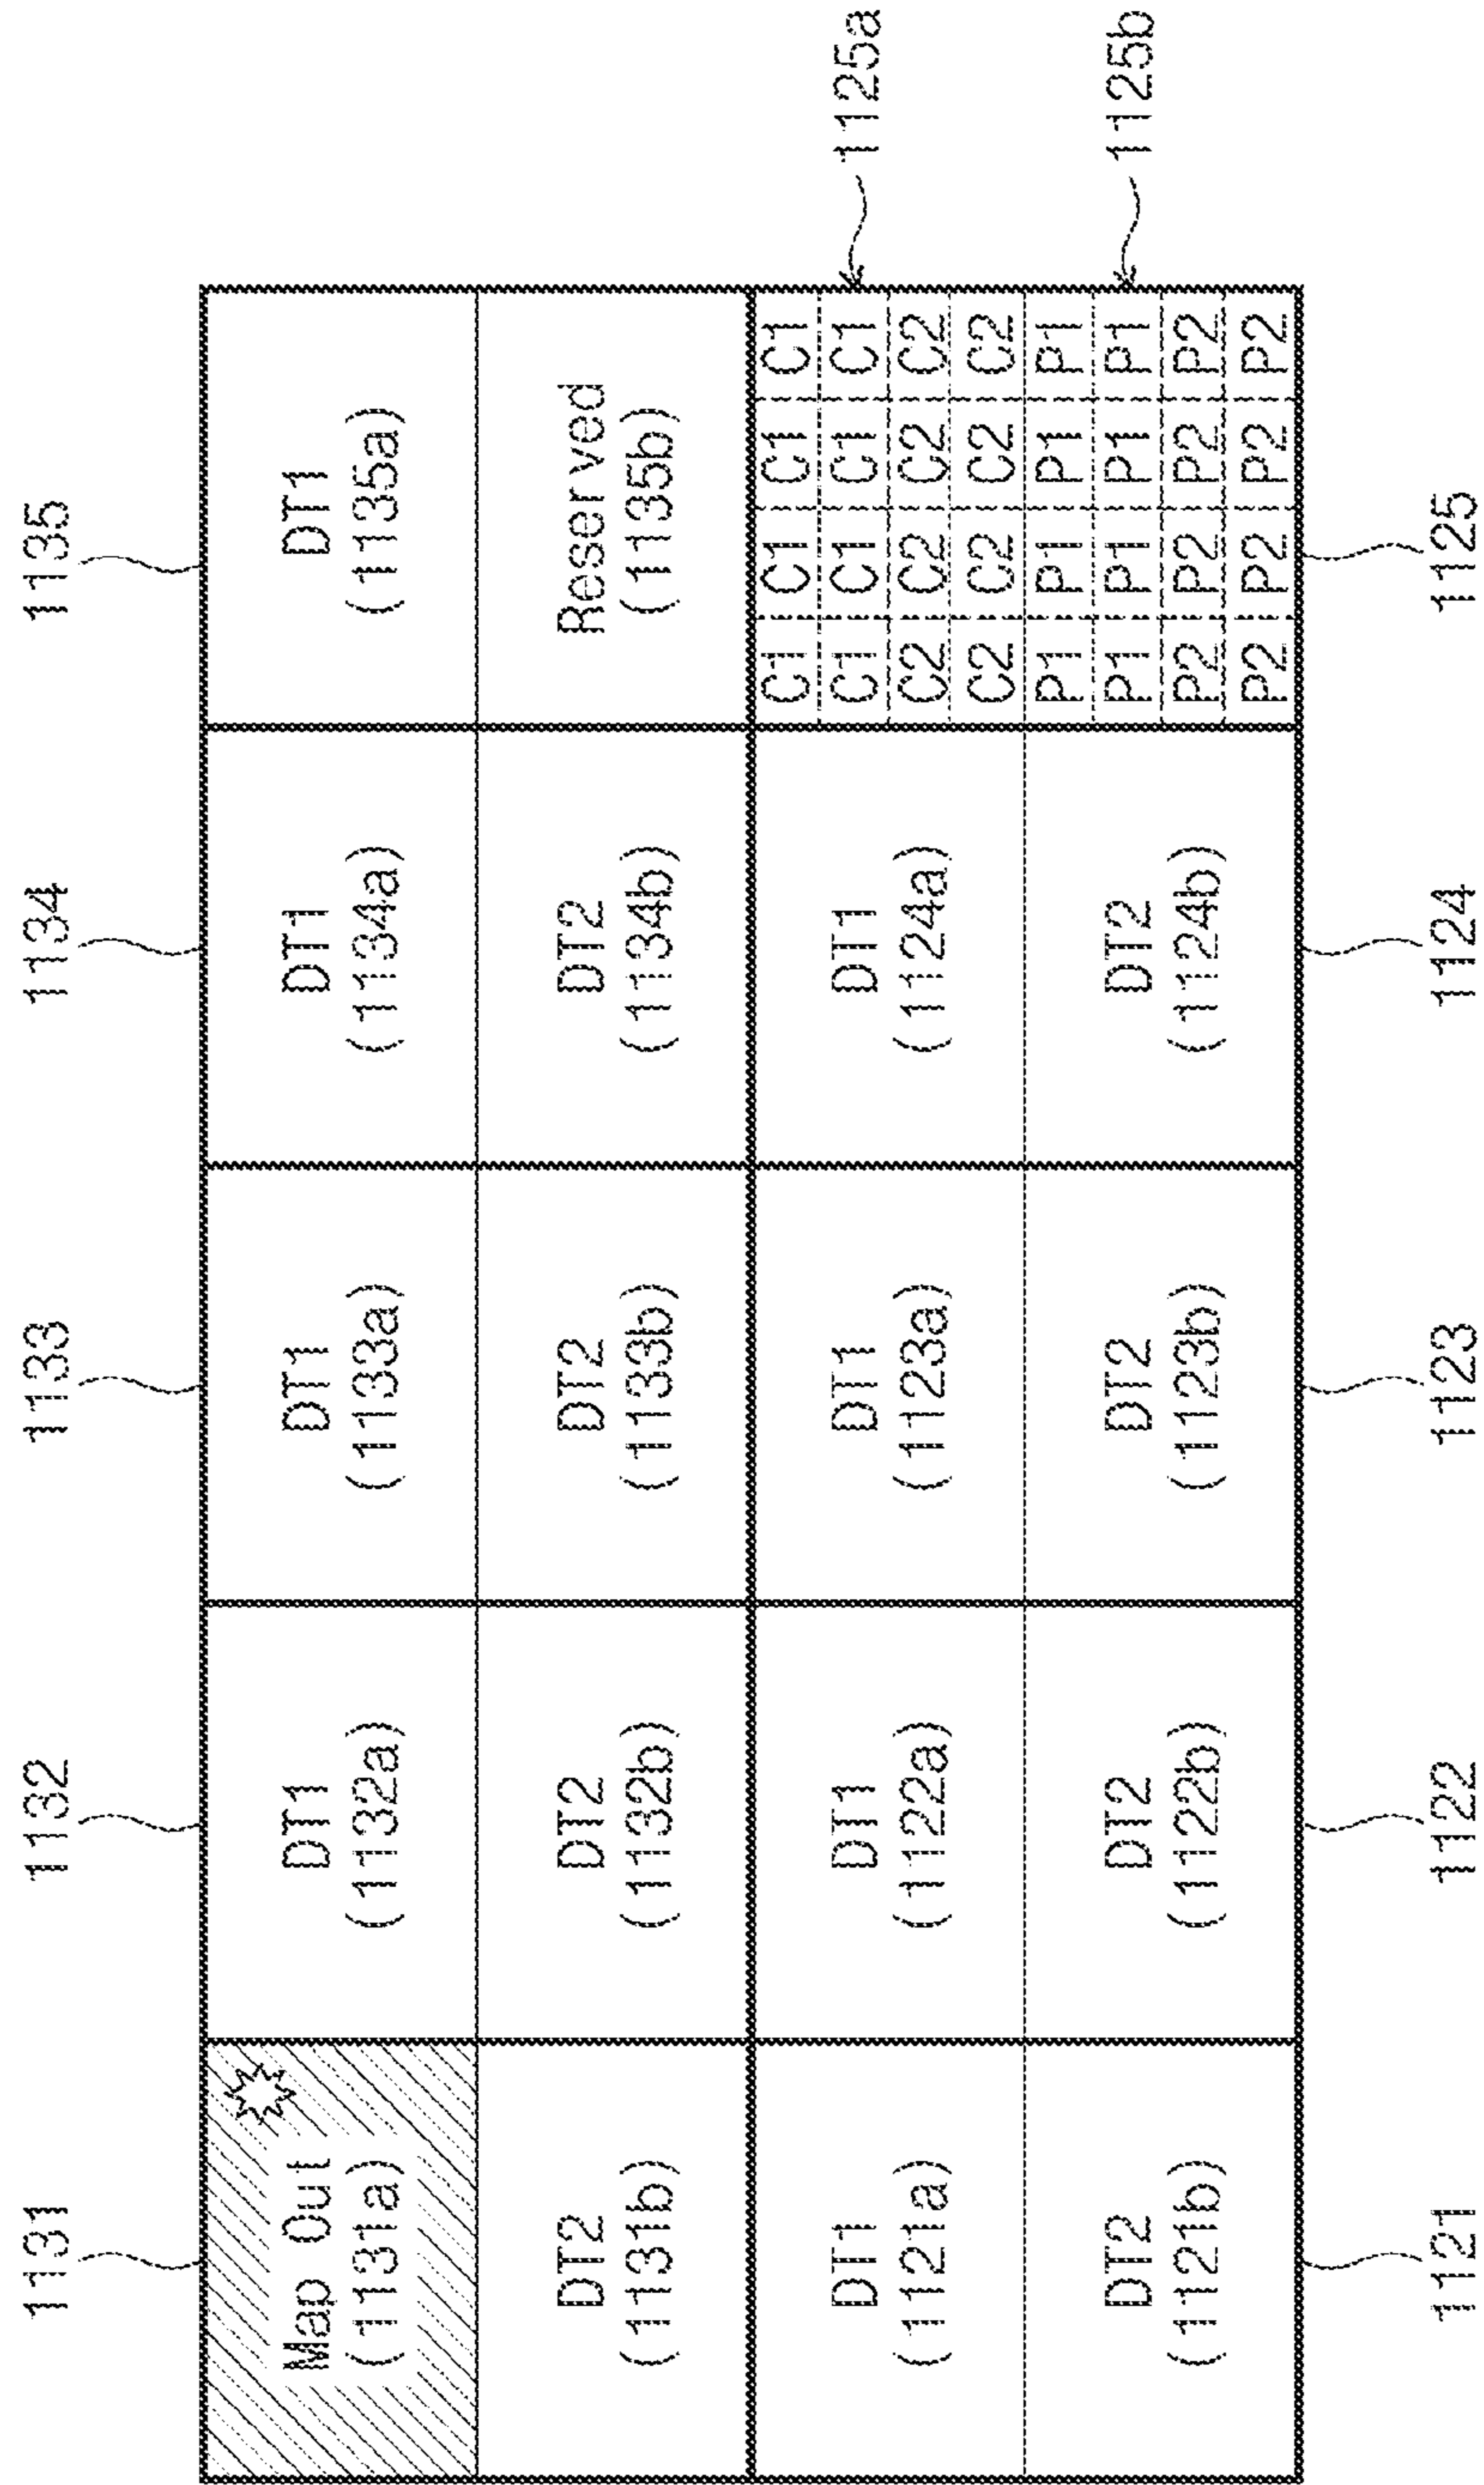 1131 1132 1133 1134 1135
Map Out DT1 DT1 DT1 DT1
(1131a) (1132a) (1133a) (1134a) (1135a)
DT2 DT2 DT2 DT2 Reserved
(1131b) (1132b) (1133b) (1134b) (1135b)
C1 C1 C1 C1
DT1 DT1 DT1 DT1 C1 C1 C1 C1 1125a
(1121a) (1122a) (1123a) (1124a) C2 C2 C2 C2
C2 C2 C2 C2
P1 P1 P1 P1
DT2 DT2 DT2 DT2 P1 P1 P1 P1 1125b
(1121b) (1122b) (1123b) (1124b) P2 P2 P2 P2
P2 P2 P2 P2
1121 1122 1123 1124 1125